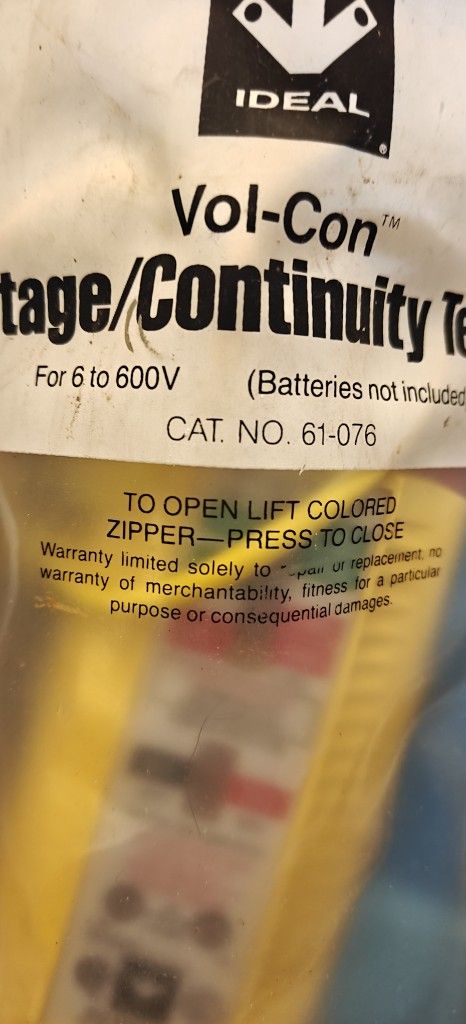 IDEAL
®
Vol-Con™
tage/Continuity Te
For 6 to 600V (Batteries not included
CAT. NO. 61-076
TO OPEN LIFT COLORED
ZIPPER—PRESS TO CLOSE
Warranty limited solely to or replacement, no
warranty of merchantability, fitness for a particular
purpose or consequential damages.